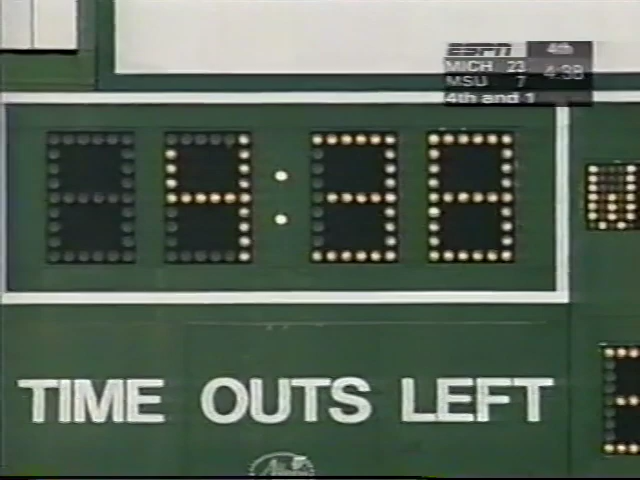 ESPN 4th
MICH 23 4:38
MSU 7
4th and 1
4:38
TIME OUTS LEFT